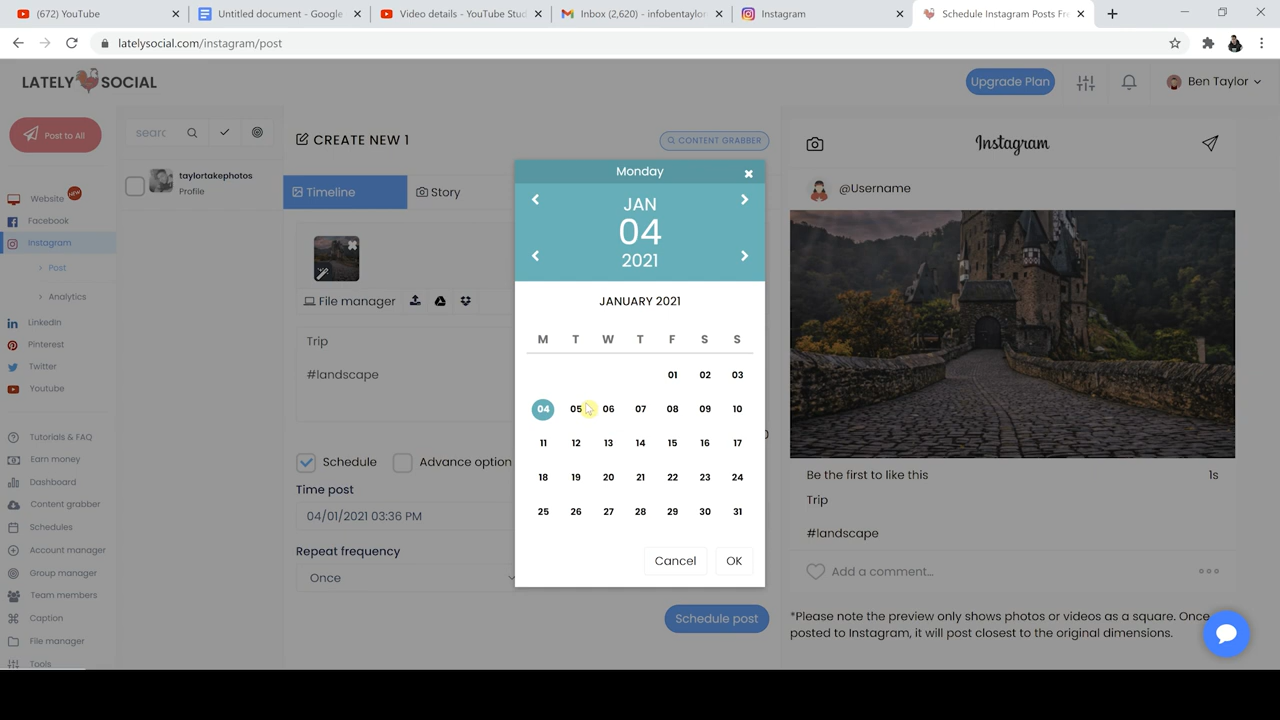 (672) YouTube
Untitled document - Google
Video details - YouTube Stud
Inbox (2,620) - infobentaylor
Instagram
Schedule Instagram Posts Fre
latelysocial.com/instagram/post
LATELY SOCIAL
Upgrade Plan
Ben Taylor
Post to All
searc
Website NEW
Facebook
Instagram
Post
Analytics
LinkedIn
Pinterest
Twitter
Youtube
Tutorials & FAQ
Earn money
Dashboard
Content grabber
Schedules
Account manager
Group manager
Team members
Caption
File manager
Tools
taylortakephotos
Profile
CREATE NEW 1
CONTENT GRABBER
Timeline
Story
File manager
Trip
#landscape
0
Schedule
Advance option
Time post
04/01/2021 03:36 PM
Repeat frequency
Once
Schedule post
Monday
JAN
04
2021
JANUARY 2021
M T W T F S S
01 02 03
04 05 06 07 08 09 10
11 12 13 14 15 16 17
18 19 20 21 22 23 24
25 26 27 28 29 30 31
Cancel OK
Instagram
@Username
Be the first to like this
1s
Trip
#landscape
Add a comment...
*Please note the preview only shows photos or videos as a square. Once
posted to Instagram, it will post closest to the original dimensions.